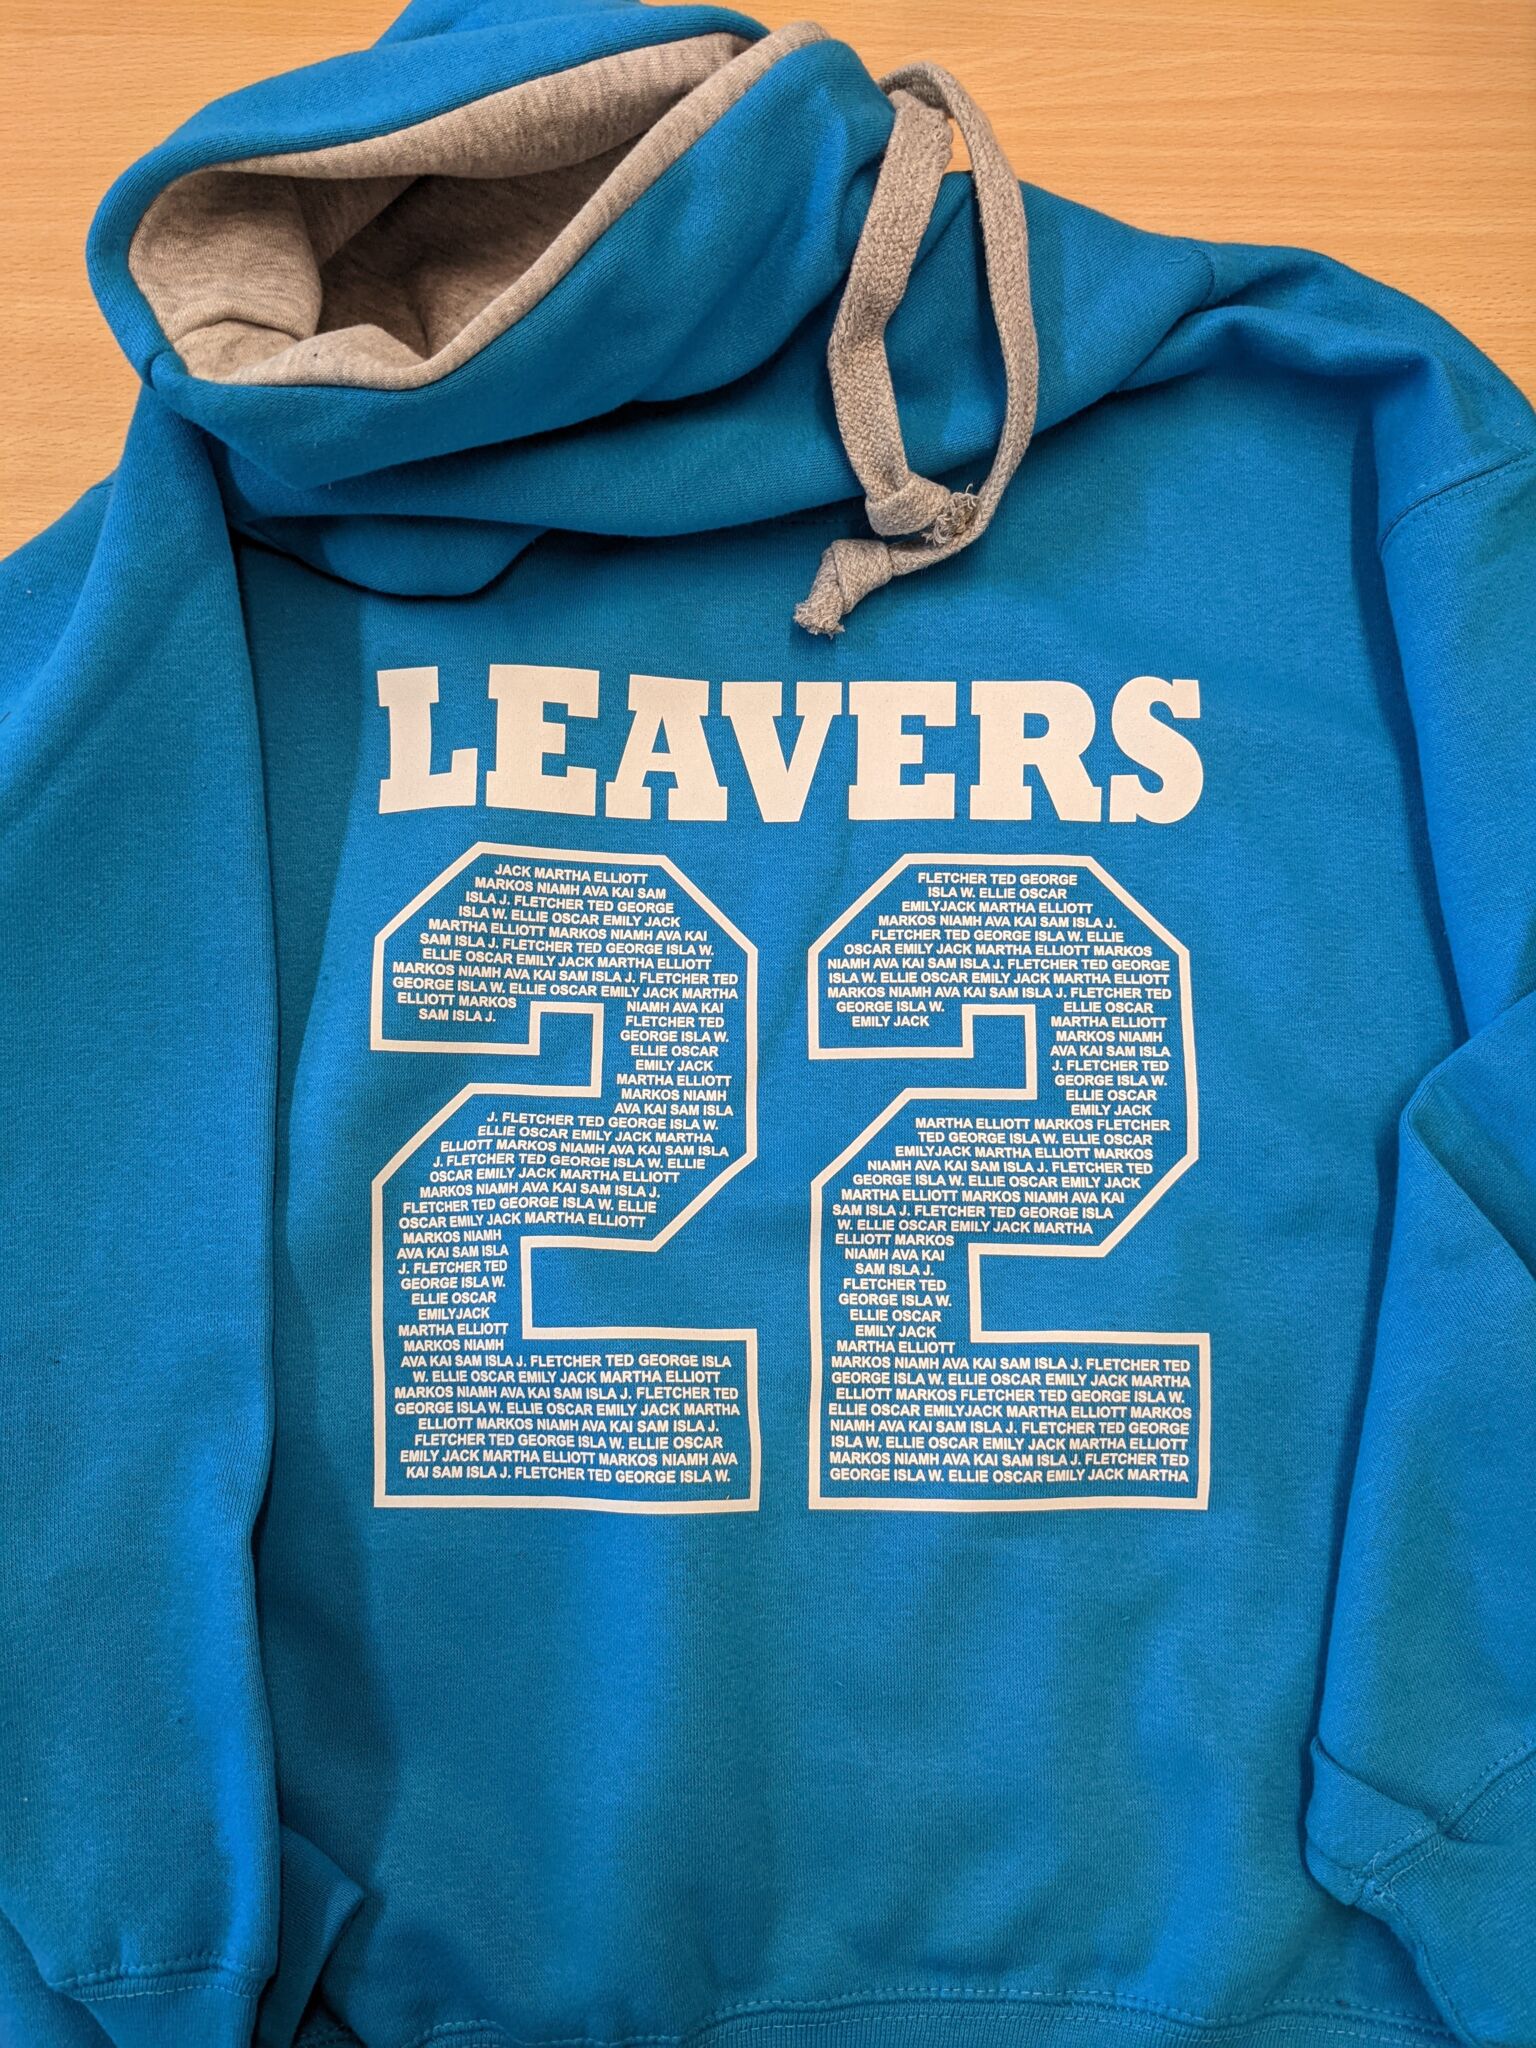 LEAVERS
JACK MARTHA ELLIOTT
MARKOS NIAMH AVA KAI SAM
ISLA J. FLETCHER TED GEORGE
ISLA W. ELLIE OSCAR EMILY JACK
MARTHA ELLIOTT MARKOS NIAMH AVA KAI
SAM ISLA J. FLETCHER TED GEORGE ISLA W.
ELLIE OSCAR EMILY JACK MARTHA ELLIOTT
MARKOS NIAMH AVA KAI SAM ISLA J. FLETCHER TED
GEORGE ISLA W. ELLIE OSCAR EMILY JACK MARTHA
ELLIOTT MARKOS NIAMH AVA KAI
SAM ISLA J. FLETCHER TED
GEORGE ISLA W.
ELLIE OSCAR
EMILY JACK
MARTHA ELLIOTT
MARKOS NIAMH
AVA KAI SAM ISLA
J. FLETCHER TED GEORGE ISLA W.
ELLIE OSCAR EMILY JACK MARTHA
ELLIOTT MARKOS NIAMH AVA KAI SAM ISLA
J. FLETCHER TED GEORGE ISLA W. ELLIE
OSCAR EMILY JACK MARTHA ELLIOTT
MARKOS NIAMH AVA KAI SAM ISLA J.
FLETCHER TED GEORGE ISLA W. ELLIE
OSCAR EMILY JACK MARTHA ELLIOTT
MARKOS NIAMH
AVA KAI SAM ISLA
J. FLETCHER TED
GEORGE ISLA W.
ELLIE OSCAR
EMILYJACK
MARTHA ELLIOTT
MARKOS NIAMH
AVA KAI SAM ISLA J. FLETCHER TED GEORGE ISLA
W. ELLIE OSCAR EMILY JACK MARTHA ELLIOTT
MARKOS NIAMH AVA KAI SAM ISLA J. FLETCHER TED
GEORGE ISLA W. ELLIE OSCAR EMILY JACK MARTHA
ELLIOTT MARKOS NIAMH AVA KAI SAM ISLA J.
FLETCHER TED GEORGE ISLA W. ELLIE OSCAR
EMILY JACK MARTHA ELLIOTT MARKOS NIAMH AVA
KAI SAM ISLA J. FLETCHER TED GEORGE ISLA W.
FLETCHER TED GEORGE
ISLA W. ELLIE OSCAR
EMILYJACK MARTHA ELLIOTT
MARKOS NIAMH AVA KAI SAM ISLA J.
FLETCHER TED GEORGE ISLA W. ELLIE
OSCAR EMILY JACK MARTHA ELLIOTT MARKOS
NIAMH AVA KAI SAM ISLA J. FLETCHER TED GEORGE
ISLA W. ELLIE OSCAR EMILY JACK MARTHA ELLIOTT
MARKOS NIAMH AVA KAI SAM ISLA J. FLETCHER TED
GEORGE ISLA W. ELLIE OSCAR
EMILY JACK MARTHA ELLIOTT
MARKOS NIAMH
AVA KAI SAM ISLA
J. FLETCHER TED
GEORGE ISLA W.
ELLIE OSCAR
EMILY JACK
MARTHA ELLIOTT MARKOS FLETCHER
TED GEORGE ISLA W. ELLIE OSCAR
EMILYJACK MARTHA ELLIOTT MARKOS
NIAMH AVA KAI SAM ISLA J. FLETCHER TED
GEORGE ISLA W. ELLIE OSCAR EMILY JACK
MARTHA ELLIOTT MARKOS NIAMH AVA KAI
SAM ISLA J. FLETCHER TED GEORGE ISLA
W. ELLIE OSCAR EMILY JACK MARTHA
ELLIOTT MARKOS
NIAMH AVA KAI
SAM ISLA J.
FLETCHER TED
GEORGE ISLA W.
ELLIE OSCAR
EMILY JACK
MARTHA ELLIOTT
MARKOS NIAMH AVA KAI SAM ISLA J. FLETCHER TED
GEORGE ISLA W. ELLIE OSCAR EMILY JACK MARTHA
ELLIOTT MARKOS FLETCHER TED GEORGE ISLA W.
ELLIE OSCAR EMILYJACK MARTHA ELLIOTT MARKOS
NIAMH AVA KAI SAM ISLA J. FLETCHER TED GEORGE
ISLA W. ELLIE OSCAR EMILY JACK MARTHA ELLIOTT
MARKOS NIAMH AVA KAI SAM ISLA J. FLETCHER TED
GEORGE ISLA W. ELLIE OSCAR EMILY JACK MARTHA
22